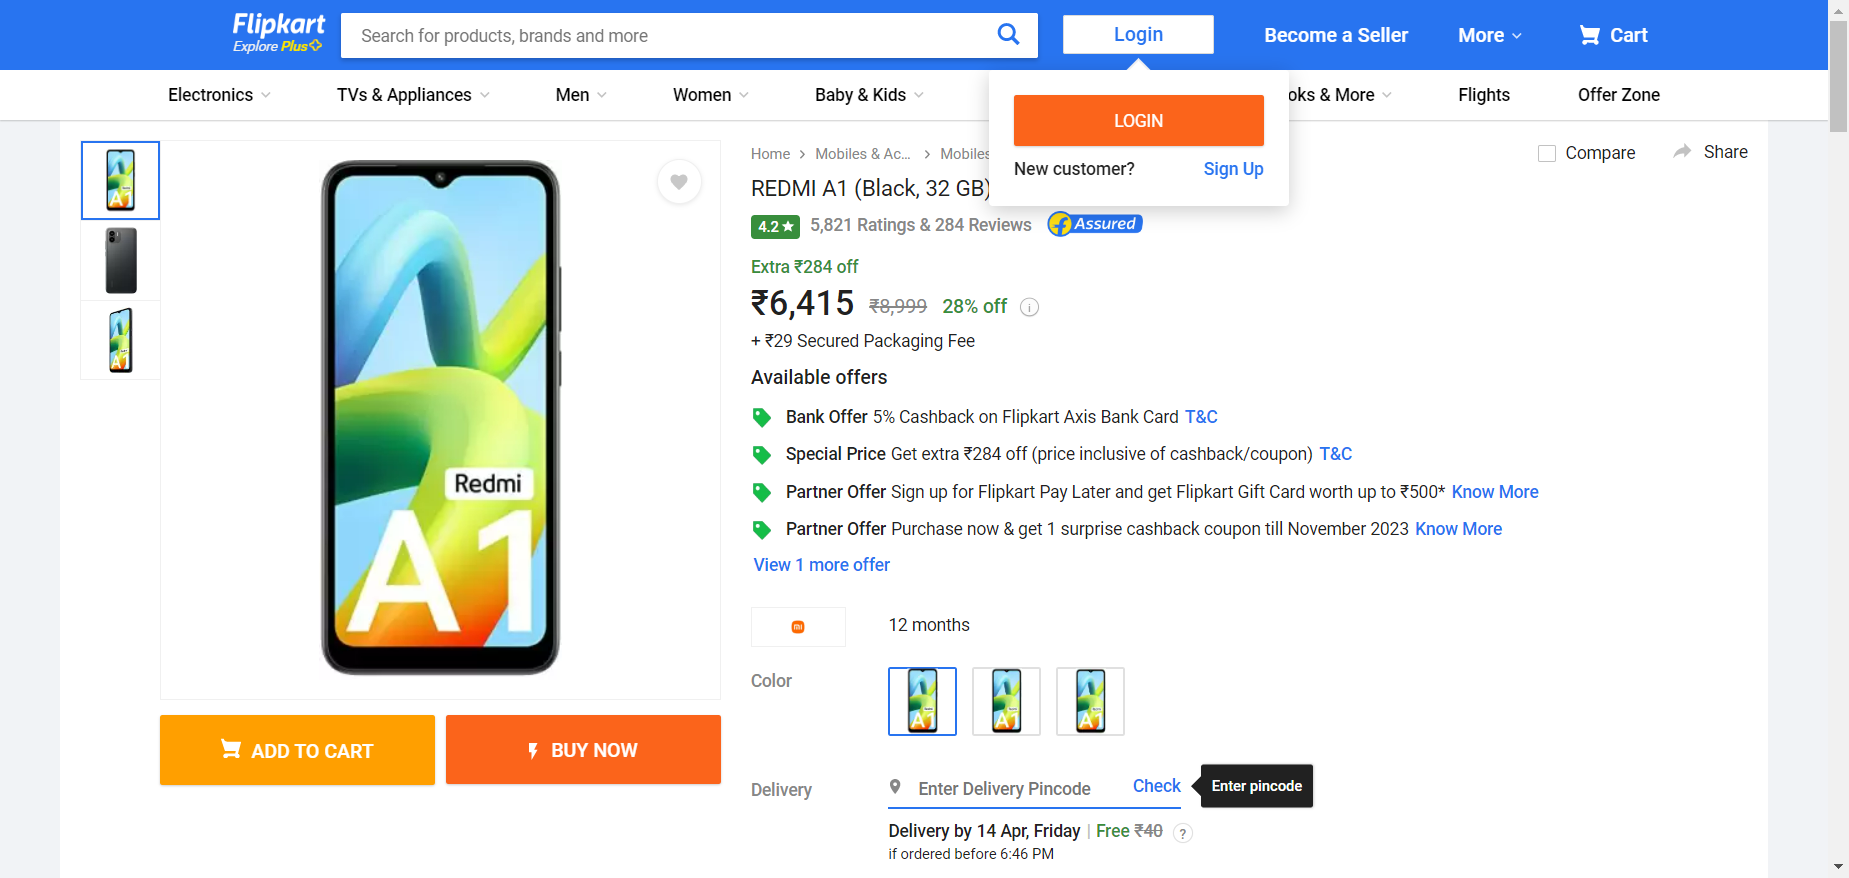 Flipkart
Explore Plus
Search for products, brands and more
Login
Become a Seller
More
Cart
Electronics
TVs & Appliances
Men
Women
Baby & Kids
oks & More
Flights
Offer Zone
LOGIN
New customer? Sign Up
Home
Mobiles & Ac...
Mobiles
Compare
Share
REDMI A1 (Black, 32 GB)
4.2 ★ 5,821 Ratings & 284 Reviews
Assured
Extra ₹284 off
₹6,415 ₹8,999 28% off
+ ₹29 Secured Packaging Fee
Available offers
Bank Offer 5% Cashback on Flipkart Axis Bank Card T&C
Special Price Get extra ₹284 off (price inclusive of cashback/coupon) T&C
Partner Offer Sign up for Flipkart Pay Later and get Flipkart Gift Card worth up to ₹500* Know More
Partner Offer Purchase now & get 1 surprise cashback coupon till November 2023 Know More
View 1 more offer
Redmi
A1
A1
A1
mi
12 months
Color
A1
A1
A1
ADD TO CART
BUY NOW
Delivery
Enter Delivery Pincode
Check
Enter pincode
Delivery by 14 Apr, Friday | Free ₹40 ?
if ordered before 6:46 PM